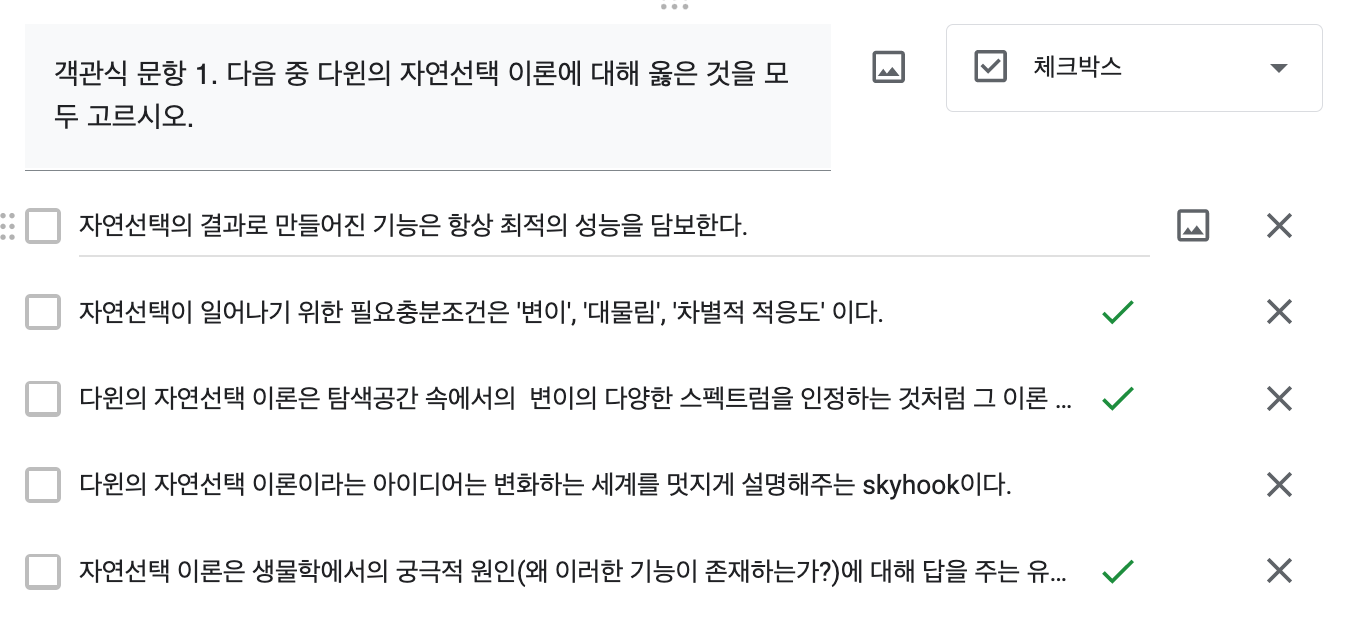 객관식 문항 1. 다음 중 다윈의 자연선택 이론에 대해 옳은 것을 모
두 고르시오.
체크박스
자연선택의 결과로 만들어진 기능은 항상 최적의 성능을 담보한다.
자연선택이 일어나기 위한 필요충분조건은 '변이', '대물림', '차별적 적응도' 이다.
다윈의 자연선택 이론은 탐색공간 속에서의  변이의 다양한 스펙트럼을 인정하는 것처럼 그 이론 ...
다윈의 자연선택 이론이라는 아이디어는 변화하는 세계를 멋지게 설명해주는 skyhook이다.
자연선택 이론은 생물학에서의 궁극적 원인(왜 이러한 기능이 존재하는가?)에 대해 답을 주는 유...